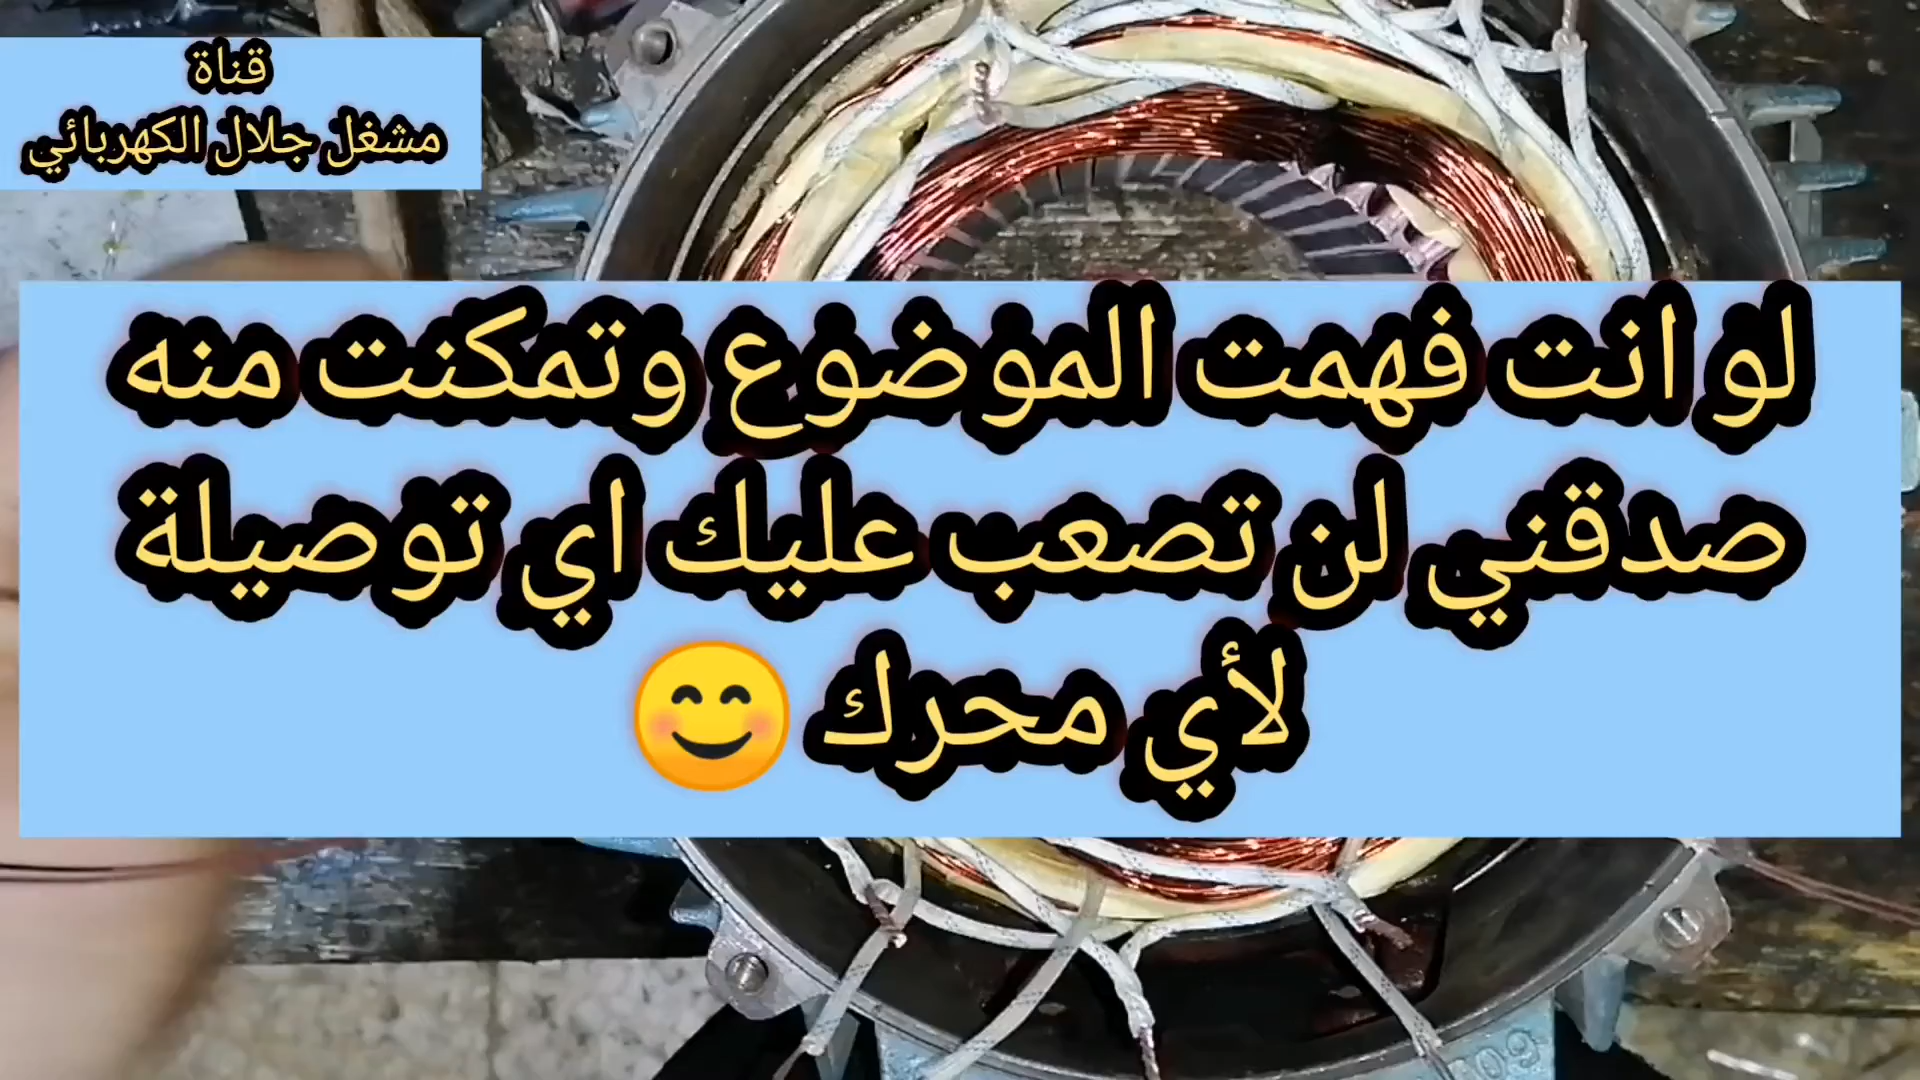 قناة
مشغل جلال الكهربائي
لو انت فهمت الموضوع وتمكنت منه
صدقني لن تصعب عليك اي توصيلة
لأي محرك 😊